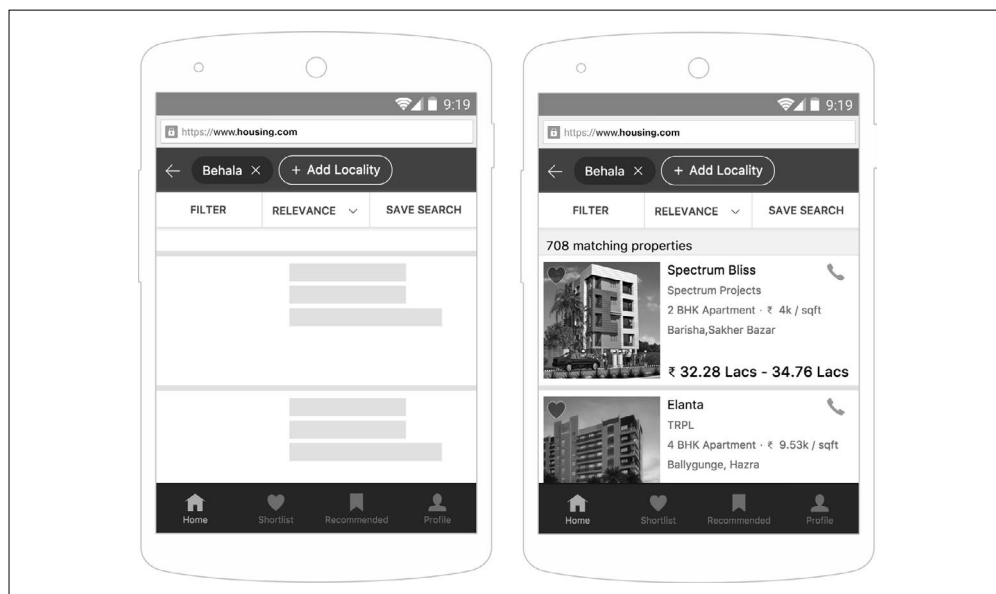 9:19
https://www.housing.com
Behala ×
+ Add Locality
FILTER
RELEVANCE
SAVE SEARCH
Home
Shortlist
Recommended
Profile
9:19
https://www.housing.com
Behala ×
+ Add Locality
FILTER
RELEVANCE
SAVE SEARCH
708 matching properties
Spectrum Bliss
Spectrum Projects
2 BHK Apartment · ₹ 4k / sqft
Barisha,Sakher Bazar
₹ 32.28 Lacs - 34.76 Lacs
Elanta
TRPL
4 BHK Apartment · ₹ 9.53k / sqft
Ballygunge, Hazra
Home
Shortlist
Recommended
Profile